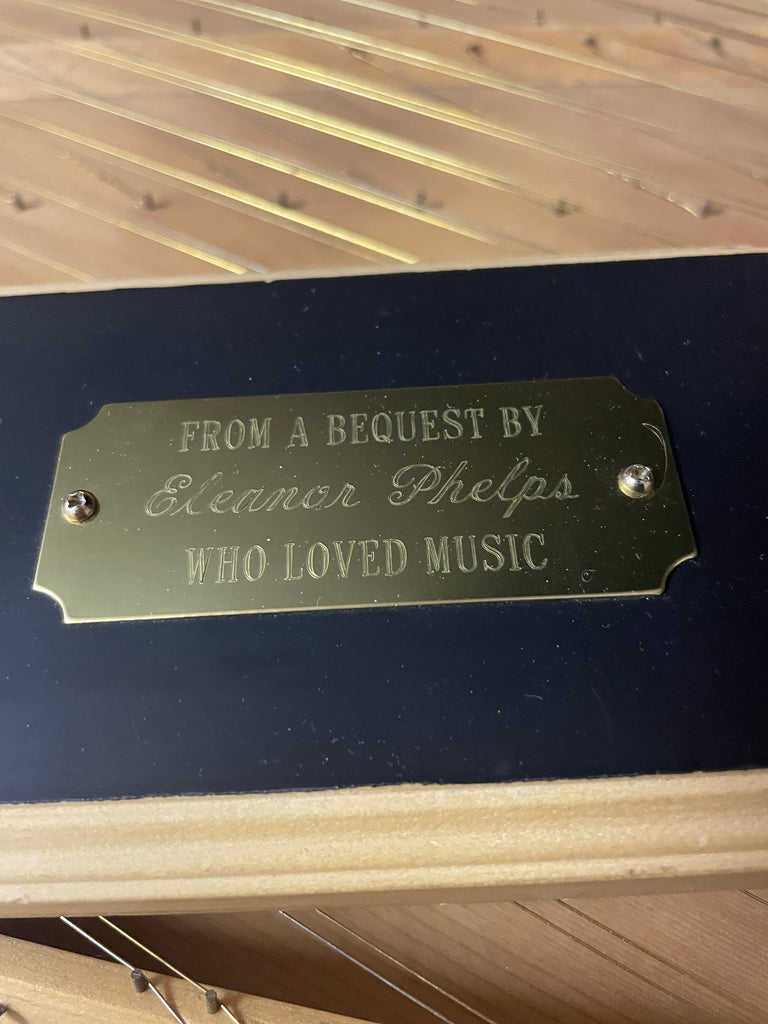 FROM A BEQUEST BY
Eleanor Phelps
WHO LOVED MUSIC